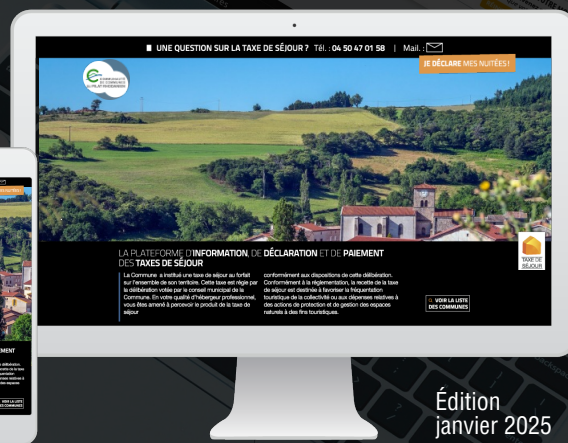 UNE QUESTION SUR LA TAXE DE SÉJOUR ? Tél. : 04 50 47 01 58 | Mail. :
JE DÉCLARE MES NUITÉES !
COMMUNAUTÉ
DE COMMUNES
DU PILAT RHODANIEN
LA PLATEFORME D'INFORMATION, DE DÉCLARATION ET DE PAIEMENT
DES TAXES DE SÉJOUR
La Commune a institué une taxe de séjour au forfait
sur l'ensemble de son territoire. Cette taxe est régie par
la délibération votée par le conseil municipal de la
Commune. En votre qualité d'hébergeur professionnel,
vous êtes amené à percevoir le produit de la taxe de
séjour
conformément aux dispositions de cette délibération.
Conformément à la réglementation, la recette de la taxe
de séjour est destinée à favoriser la fréquentation
touristique de la collectivité ou aux dépenses relatives à
des actions de protection et de gestion des espaces
naturels à des fins touristiques.
VOIR LA LISTE
DES COMMUNES
TAXE DE
SÉJOUR
Édition
janvier 2025